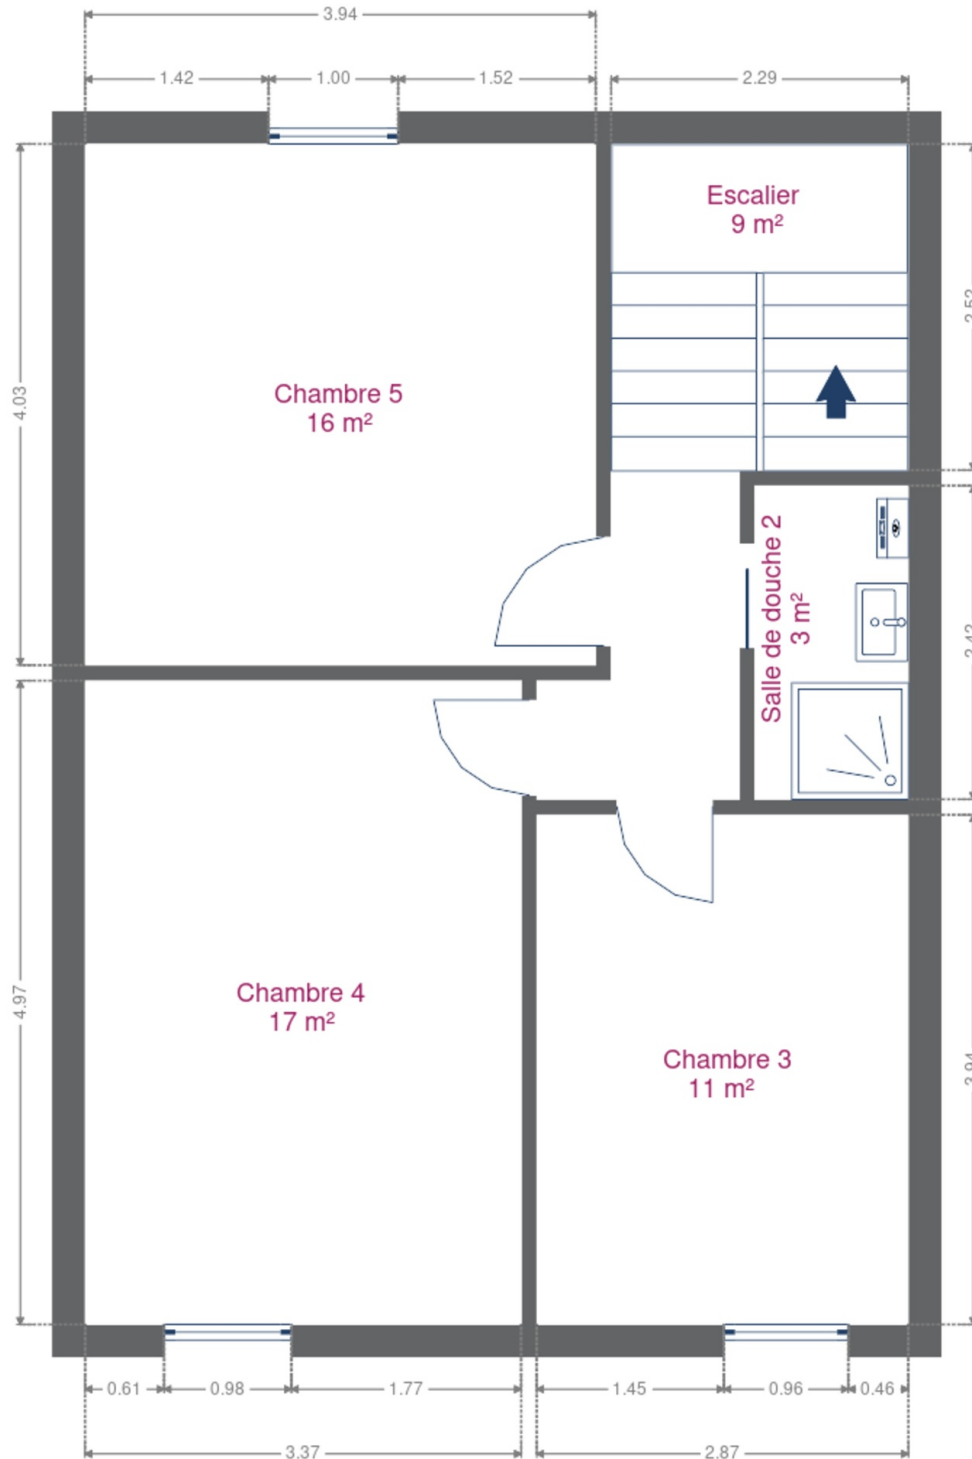 3.94
1.42
1.00
1.52
2.29
Escalier
9 m²
4.03
Chambre 5
16 m²
Salle de douche 2
3 m²
4.97
Chambre 4
17 m²
Chambre 3
11 m²
0.61
0.98
1.77
1.45
0.96
0.46
3.37
2.87